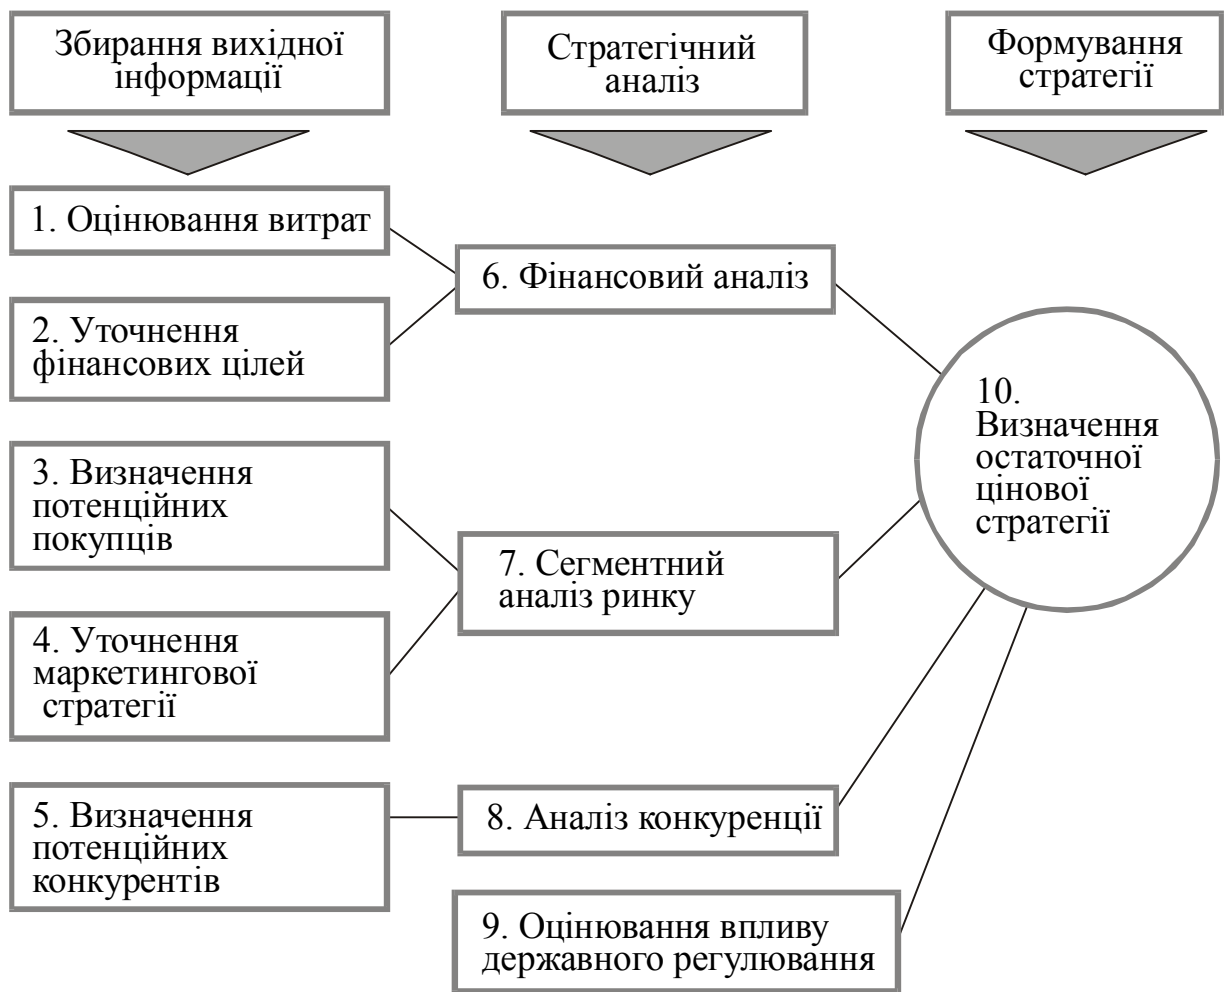 Збирання вихідної
інформації
Стратегічний
аналіз
Формування
стратегії
1. Оцінювання витрат
2. Уточнення
фінансових цілей
3. Визначення
потенційних
покупців
4. Уточнення
маркетингової
стратегії
5. Визначення
потенційних
конкурентів
6. Фінансовий аналіз
7. Сегментний
аналіз ринку
8. Аналіз конкуренції
9. Оцінювання впливу
державного регулювання
10.
Визначення
остаточної
цінової
стратегії